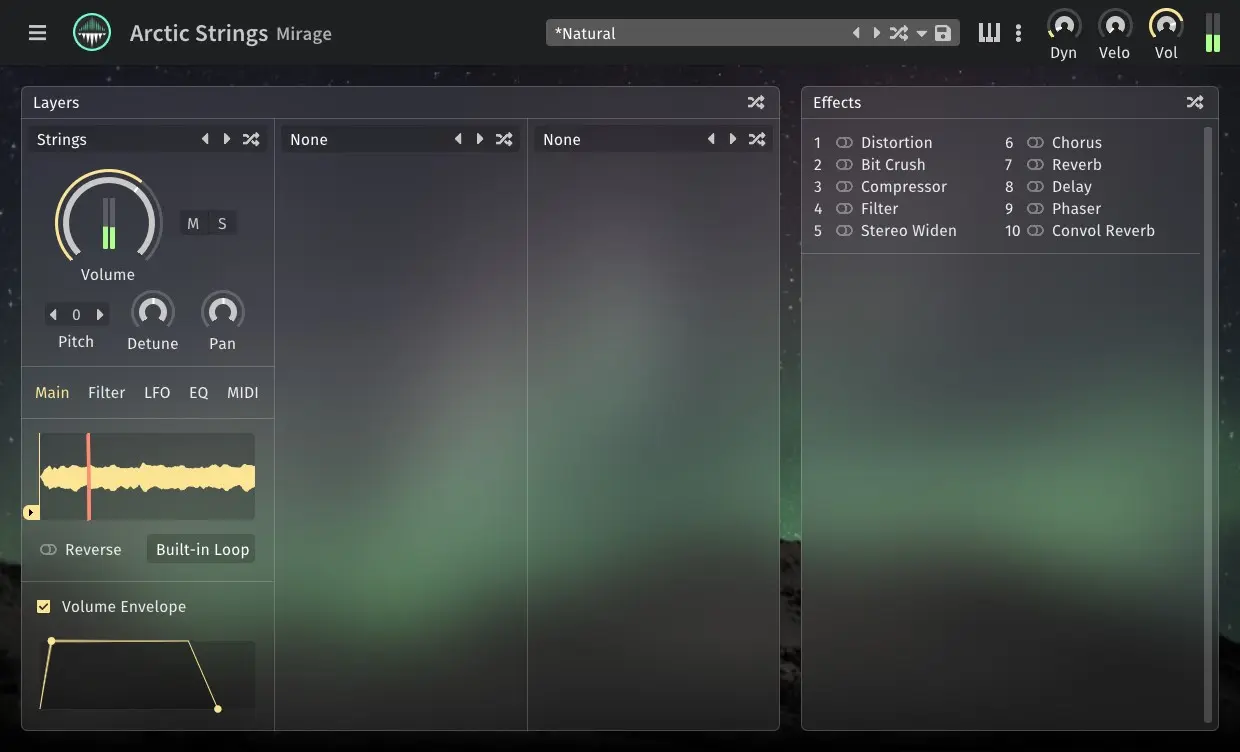 Arctic Strings Mirage
*Natural
Dyn Velo Vol
Layers
Strings
None
None
M S
Volume
0
Pitch Detune Pan
Main Filter LFO EQ MIDI
Reverse Built-in Loop
Volume Envelope
Effects
1 Distortion 6 Chorus
2 Bit Crush 7 Reverb
3 Compressor 8 Delay
4 Filter 9 Phaser
5 Stereo Widen 10 Convol Reverb